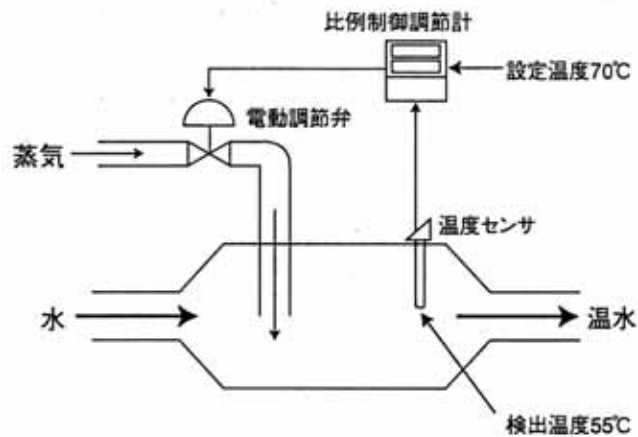 比例制御調節計
設定温度70℃
電動調節弁
蒸気
温度センサ
水
温水
検出温度55℃